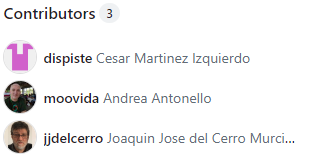 Contributors 3
dispiste Cesar Martinez Izquierdo
moovida Andrea Antonello
jjdelcerro Joaquin Jose del Cerro Murci...